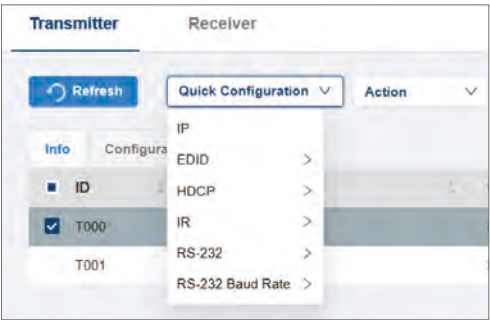 Transmitter Receiver
Refresh Quick Configuration Action
IP
Info Configura
EDID >
ID
HDCP >
T000
IR >
RS-232 >
T001
RS-232 Baud Rate >